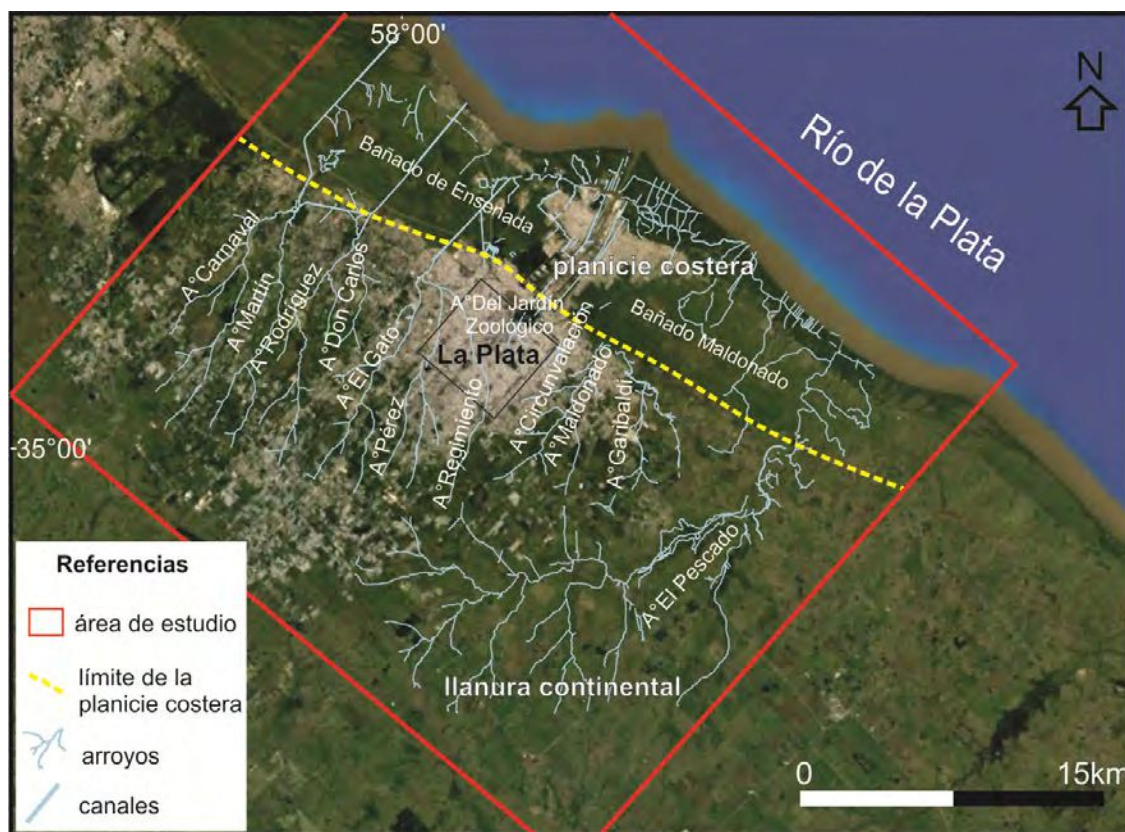 58°00'
N
Río de la Plata
Bañado de Ensenada
planicie costera
A°Carnaval
A°Martín
A°Rodríguez
A°Don Carlos
A°El Gato
A°Pérez
A°Regimiento
A°Del Jardín
Zoológico
La Plata
A°Circunvalación
A°Maldonado
A°Garibaldi
Bañado Maldonado
35°00'
A°El Pescado
llanura continental
Referencias
área de estudio
límite de la
planicie costera
arroyos
canales
0
15km